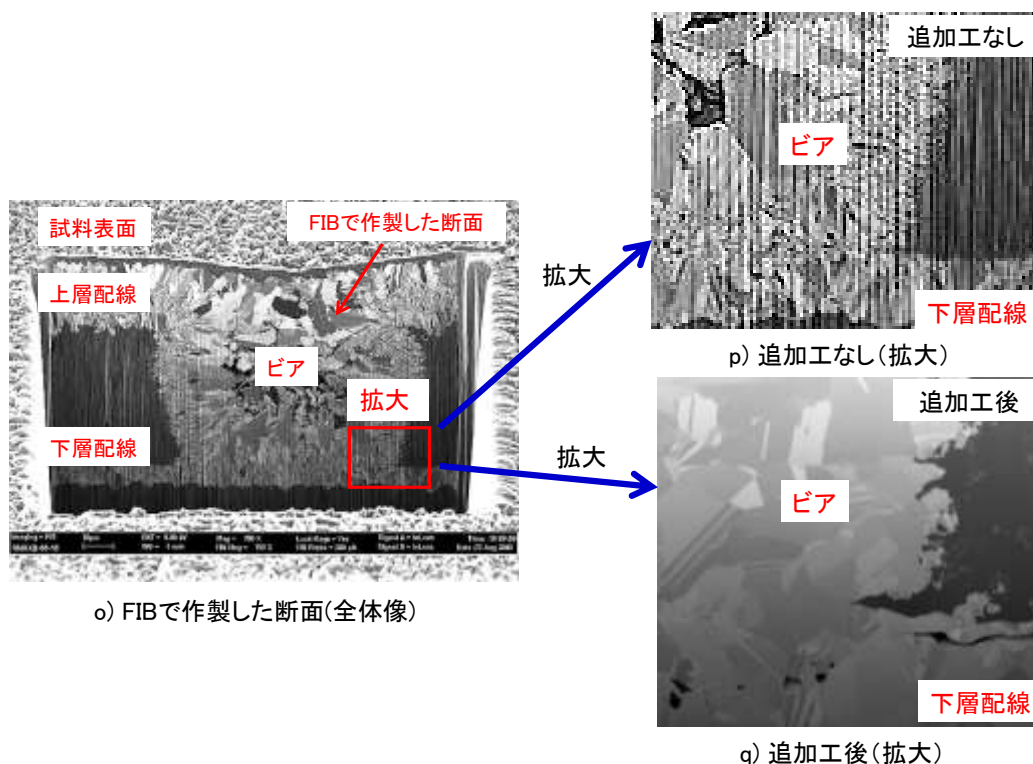 試料表面
FIBで作製した断面
上層配線
ビア
拡大
下層配線
o) FIBで作製した断面(全体像)
拡大
拡大
追加工なし
ビア
下層配線
p) 追加工なし(拡大)
追加工後
ビア
下層配線
q) 追加工後(拡大)